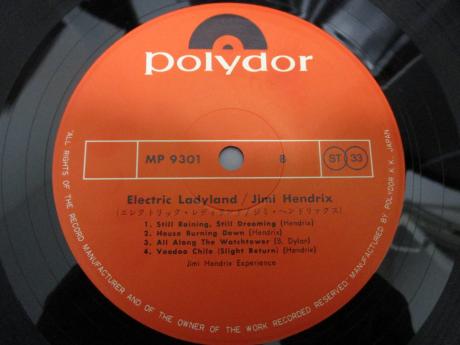 polydor
MP 9301 8 ST 33
Electric Ladyland / Jimi Hendrix
(エレクトリック・レディランド/ジミ・ヘンドリックス)
1. Still Raining, Still Dreaming (Hendrix)
2. House Burning Down (Hendrix)
3. All Along The Watchtower (B. Dylan)
4. Voodoo Chile (Slight Return) (Hendrix)
Jimi Hendrix Experience
ALL RIGHTS OF THE RECORD MANUFACTURER AND OF THE OWNER OF THE WORK RECORDED RESERVED MANUFACTURED BY POLYDOR K.K. JAPAN